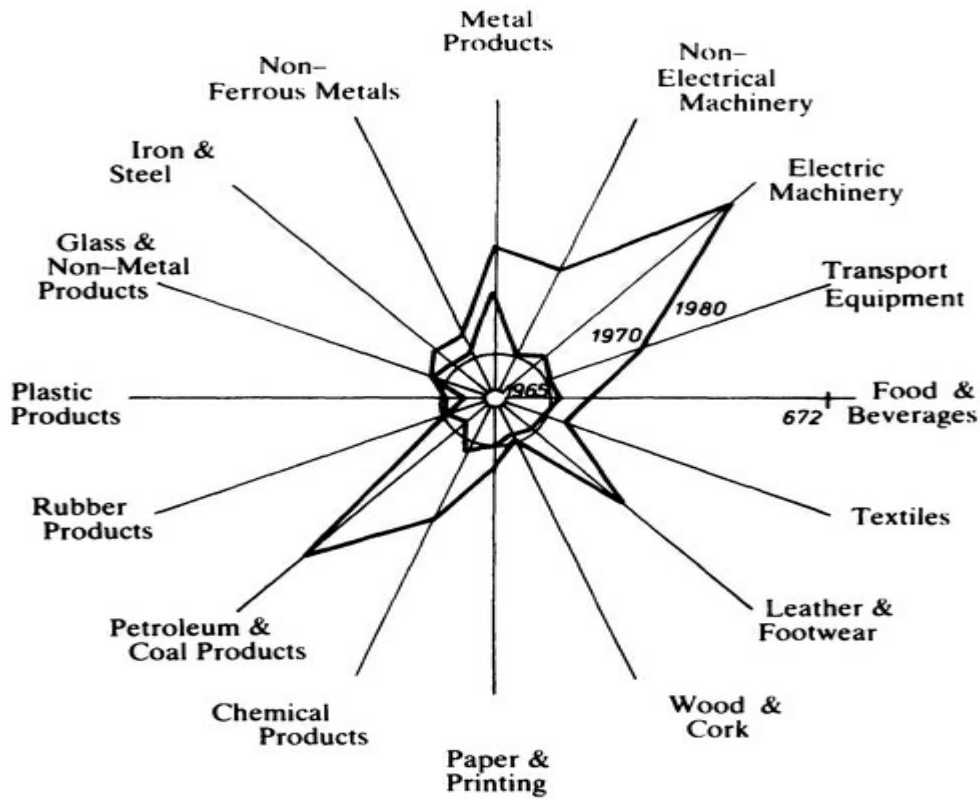 Metal
Products
Non-
Electrical
Machinery
Electric
Machinery
Transport
Equipment
Food &
Beverages
Textiles
Leather &
Footwear
Wood &
Cork
Paper &
Printing
Chemical
Products
Petroleum &
Coal Products
Rubber
Products
Plastic
Products
Glass &
Non-Metal
Products
Iron &
Steel
Non-
Ferrous Metals
1980
1970
1965
672